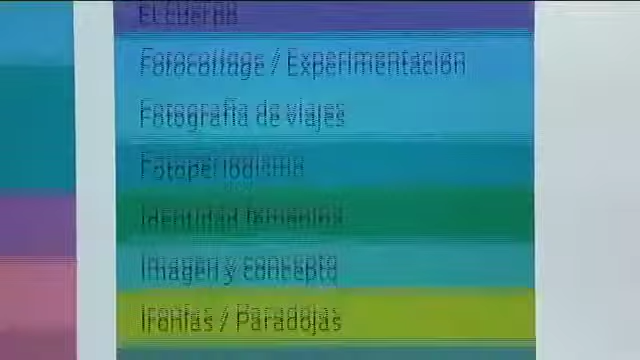 El cuerpo
Fotocollage / Experimentación
Fotografía de viajes
Fotoperiodismo
Identidad femenina
Imagen y concepto
Ironías / Paradojas